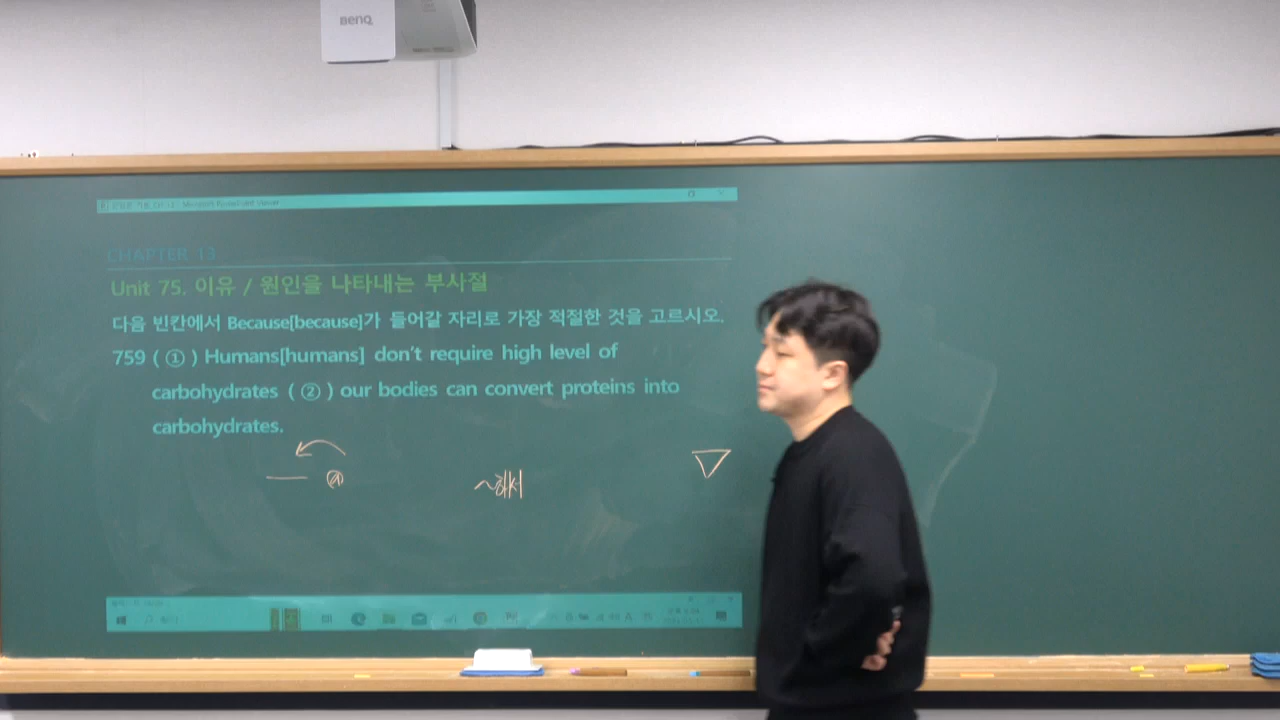 BenQ
Microsoft PowerPoint Viewer
CHAPTER 13
Unit 75. 이유 / 원인을 나타내는 부사절
다음 빈칸에서 Because[because]가 들어갈 자리로 가장 적절한 것을 고르시오.
759 ( ① ) Humans[humans] don't require high level of
carbohydrates ( ② ) our bodies can convert proteins into
carbohydrates.
~해서